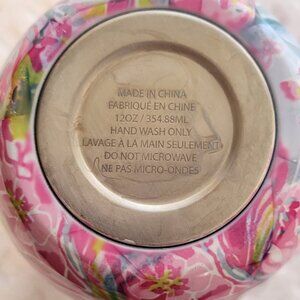 MADE IN CHINA
FABRIQUÉ EN CHINE
12OZ / 354.88ML
HAND WASH ONLY
LAVAGE À LA MAIN SEULEMENT
DO NOT MICROWAVE
NE PAS MICRO-ONDES